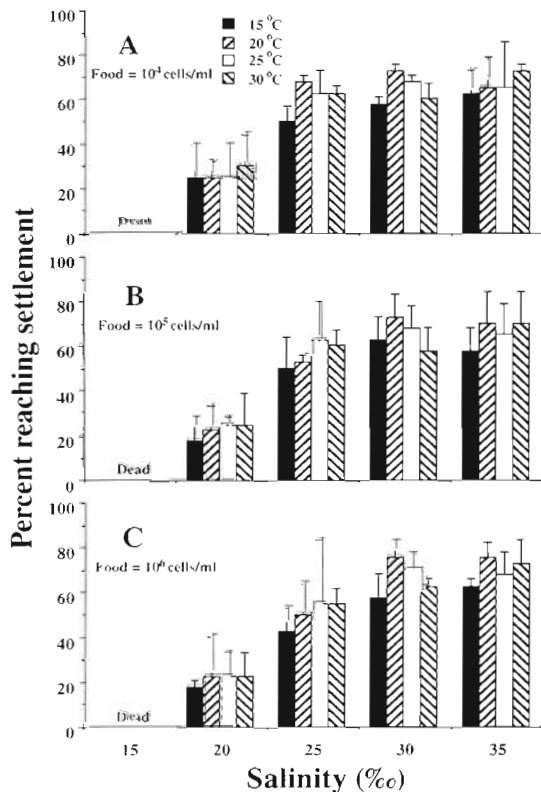 15 °C
20 °C
25 °C
30 °C
A
Food = 10⁴ cells/ml
100
80
60
40
20
0
Dead
B
Food = 10⁵ cells/ml
100
80
60
40
20
0
Dead
C
Food = 10⁶ cells/ml
100
80
60
40
20
0
Dead
Percent reaching settlement
15 20 25 30 35
Salinity (‰)